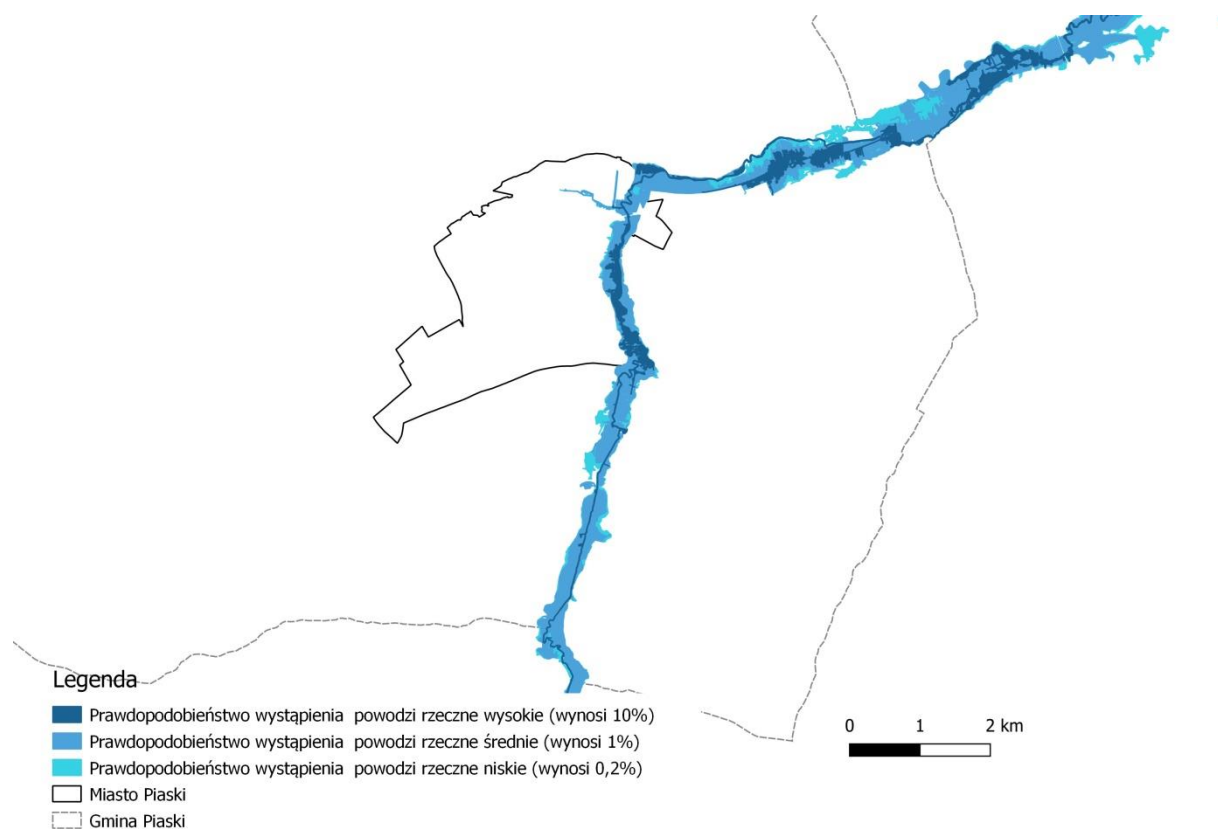 Legenda
Prawdopodobieństwo wystąpienia powodzi rzeczne wysokie (wynosi 10%)
Prawdopodobieństwo wystąpienia powodzi rzeczne średnie (wynosi 1%)
Prawdopodobieństwo wystąpienia powodzi rzeczne niskie (wynosi 0,2%)
Miasto Piaski
Gmina Piaski
0 1 2 km